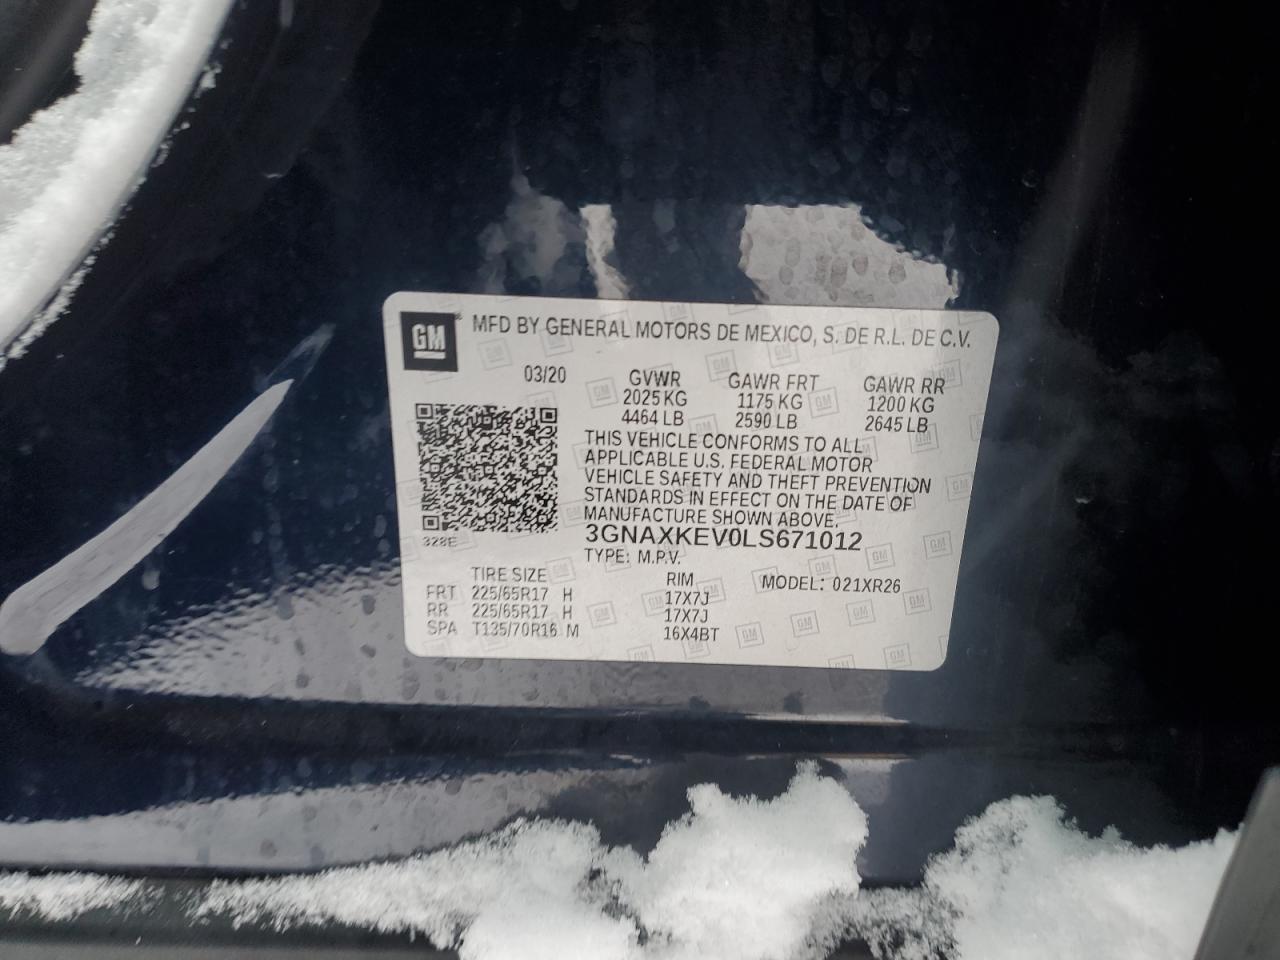 GM MFD BY GENERAL MOTORS DE MEXICO, S. DE R.L. DE C.V.
03/20 GVWR GAWR FRT GAWR RR
2025 KG 1175 KG 1200 KG
4464 LB 2590 LB 2645 LB
THIS VEHICLE CONFORMS TO ALL
APPLICABLE U.S. FEDERAL MOTOR
VEHICLE SAFETY AND THEFT PREVENTION
STANDARDS IN EFFECT ON THE DATE OF
MANUFACTURE SHOWN ABOVE.
328E 3GNAXKEV0LS671012
TYPE: M.P.V.
TIRE SIZE RIM MODEL: 021XR26
FRT 225/65R17 H 17X7J
RR 225/65R17 H 17X7J
SPA T135/70R16 M 16X4BT